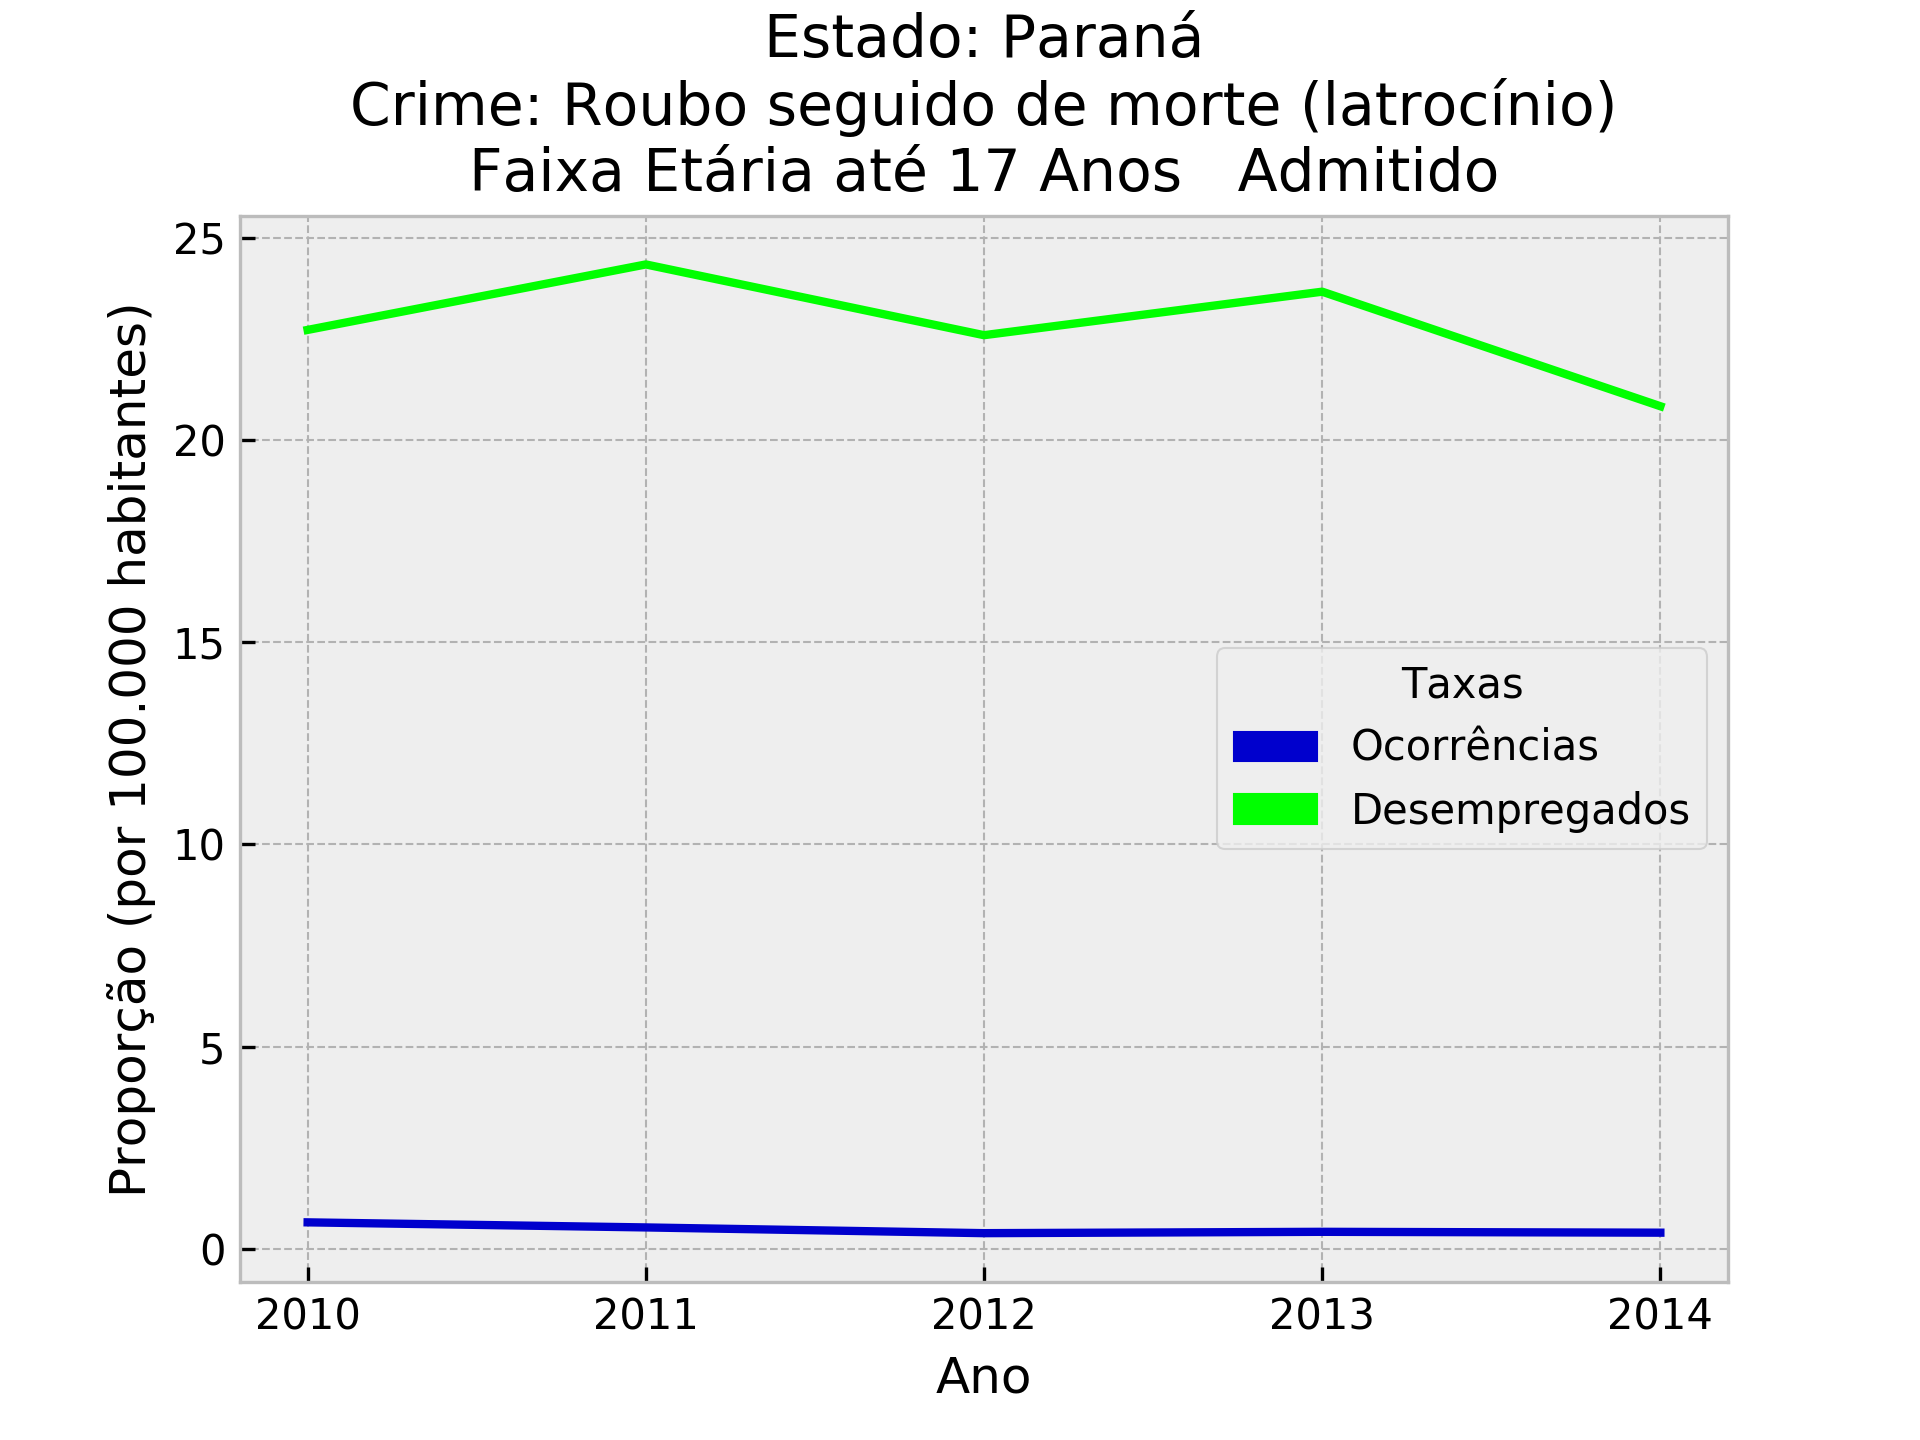 Estado: Paraná
Crime: Roubo seguido de morte (latrocínio)
Faixa Etária até 17 Anos   Admitido
Proporção (por 100.000 habitantes)
25
20
15
10
5
0
Taxas
Ocorrências
Desempregados
2010 2011 2012 2013 2014
Ano